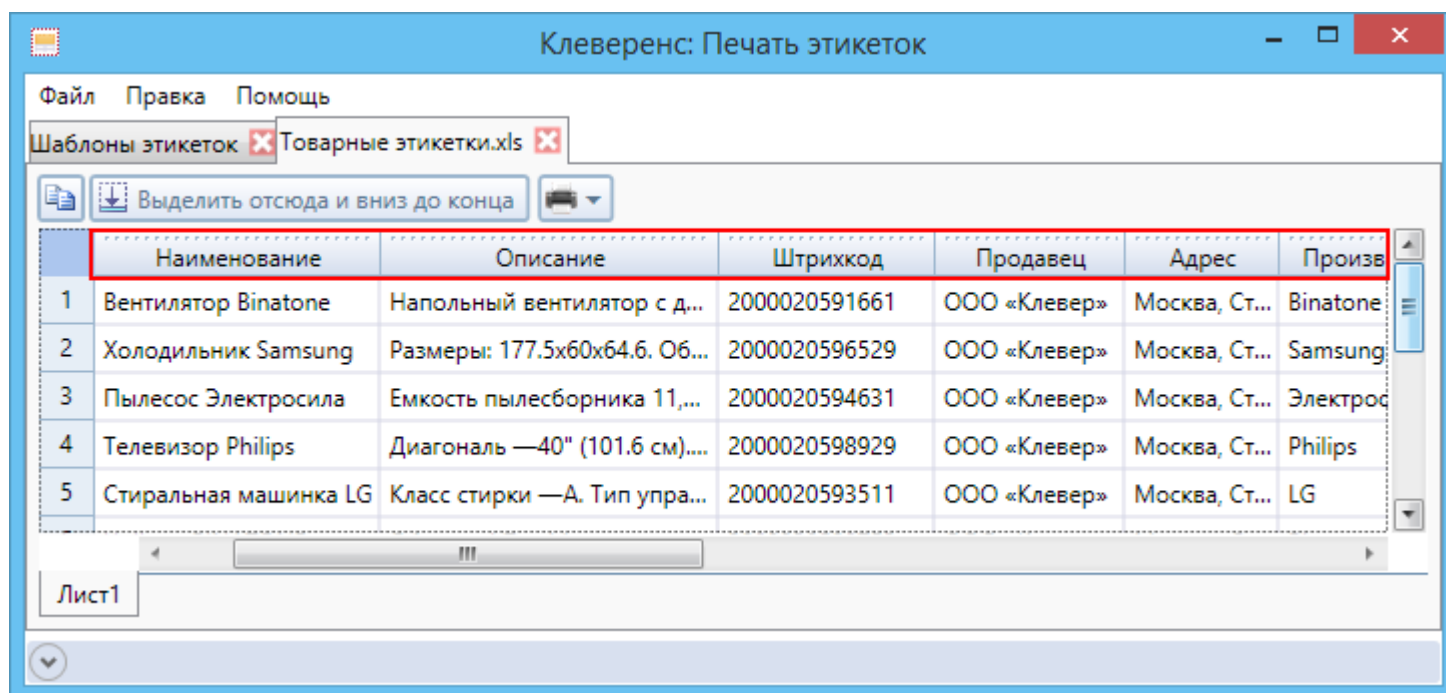 Клеверенс: Печать этикеток
Файл Правка Помощь
Шаблоны этикеток Товарные этикетки.xls
Выделить отсюда и вниз до конца
Наименование Описание Штрихкод Продавец Адрес Произв
1 Вентилятор Binatone Напольный вентилятор с д... 2000020591661 ООО «Клевер» Москва, Ст... Binatone
2 Холодильник Samsung Размеры: 177.5x60x64.6. Об... 2000020596529 ООО «Клевер» Москва, Ст... Samsung
3 Пылесос Электросила Емкость пылесборника 11,... 2000020594631 ООО «Клевер» Москва, Ст... Электрос
4 Телевизор Philips Диагональ —40" (101.6 см).... 2000020598929 ООО «Клевер» Москва, Ст... Philips
5 Стиральная машинка LG Класс стирки —А. Тип упра... 2000020593511 ООО «Клевер» Москва, Ст... LG
Лист1